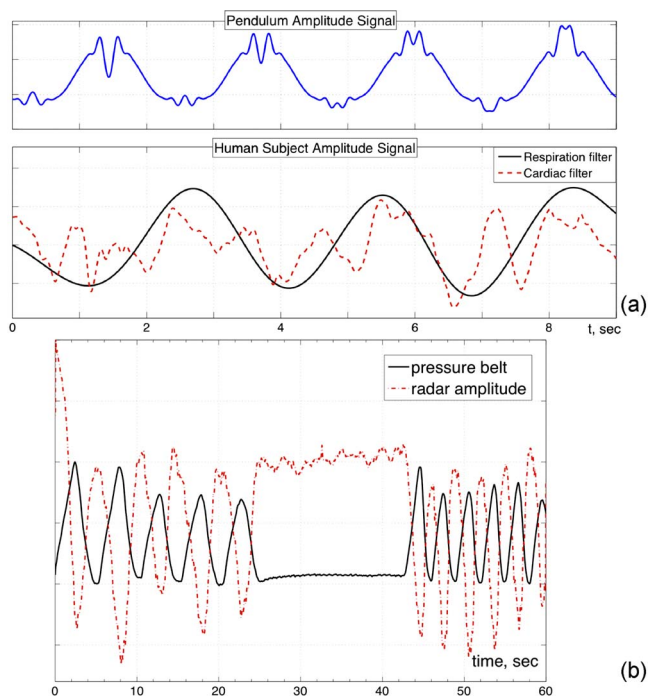 Pendulum Amplitude Signal
Human Subject Amplitude Signal
Respiration filter
Cardiac filter
(a)
0 2 4 6 8 t, sec
pressure belt
radar amplitude
time, sec
(b)
0 10 20 30 40 50 60